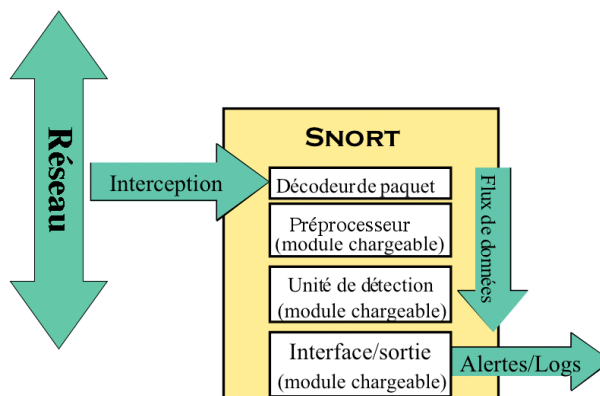 Réseau
Interception
SNORT
Décodeur de paquet
Préprocesseur
(module chargeable)
Unité de détection
(module chargeable)
Interface/sortie
(module chargeable)
Flux de données
Alertes/Logs